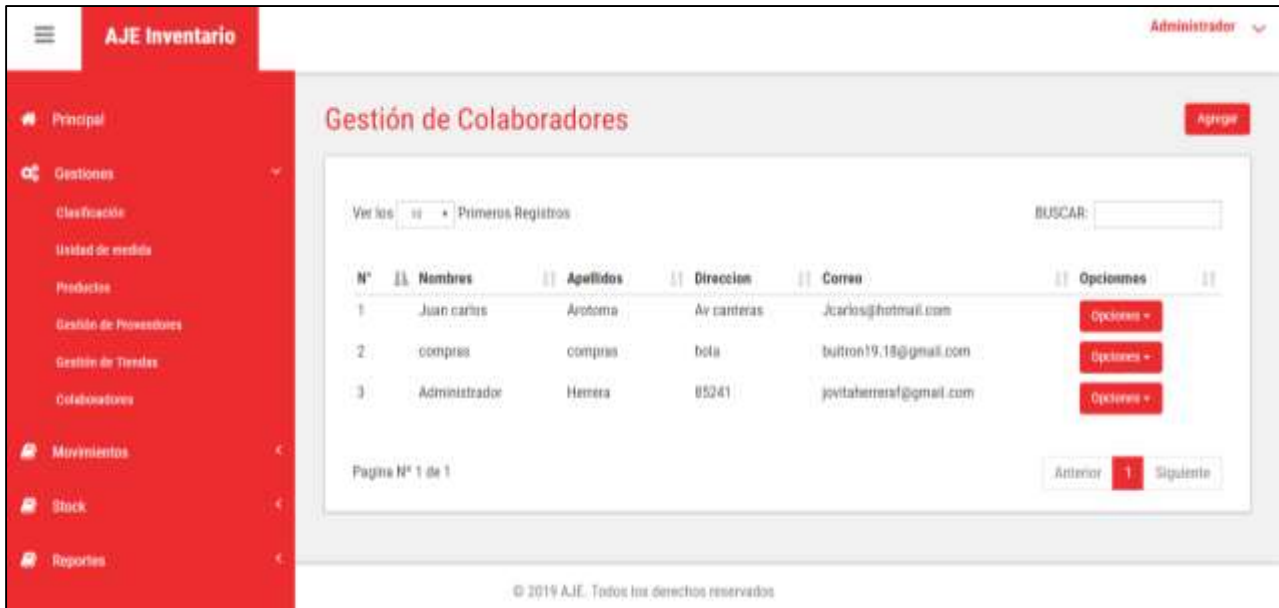 AJE Inventario
Administrador
Principal
Gestiones
Clasificación
Unidad de medida
Productos
Gestión de Proveedores
Gestión de Tiendas
Colaboradores
Movimientos
Stock
Reportes
Gestión de Colaboradores
Agregar
Ver los 10 Primeros Registros
BUSCAR:
N° Nombres Apellidos Direccion Correo Opcionmes
1 Juan carlos Arotoma Av canteras Jcarlos@hotmail.com Opciones
2 compras compras hola buitron19.18@gmail.com Opciones
3 Administrador Herrera 85241 jovitaherreraf@gmail.com Opciones
Pagina N° 1 de 1
Anterior 1 Siguiente
© 2019 AJE. Todos los derechos reservados